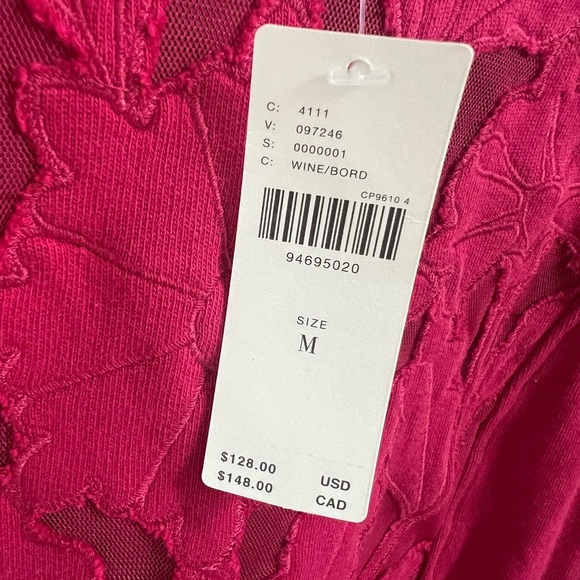 C: 4111
V: 097246
S: 0000001
C: WINE/BORD
CP9610 4
94695020
SIZE
M
$128.00 USD
$148.00 CAD